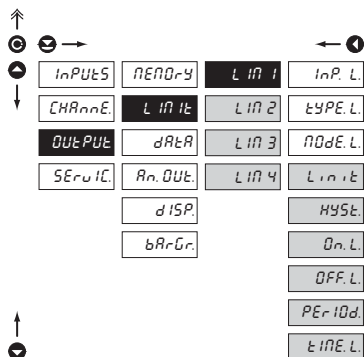 InPUtS MEMOrY LIM 1 InP. L.
CHAnnE. LIMIt LIM 2 tYPE. L.
OUtPUt dAtA LIM 3 MOdE. L.
SErvIC. An. OUt. LIM 4 Limit
dISP. HYSt.
bArGr. On. L.
OFF. L.
PErIOd.
tIME. L.